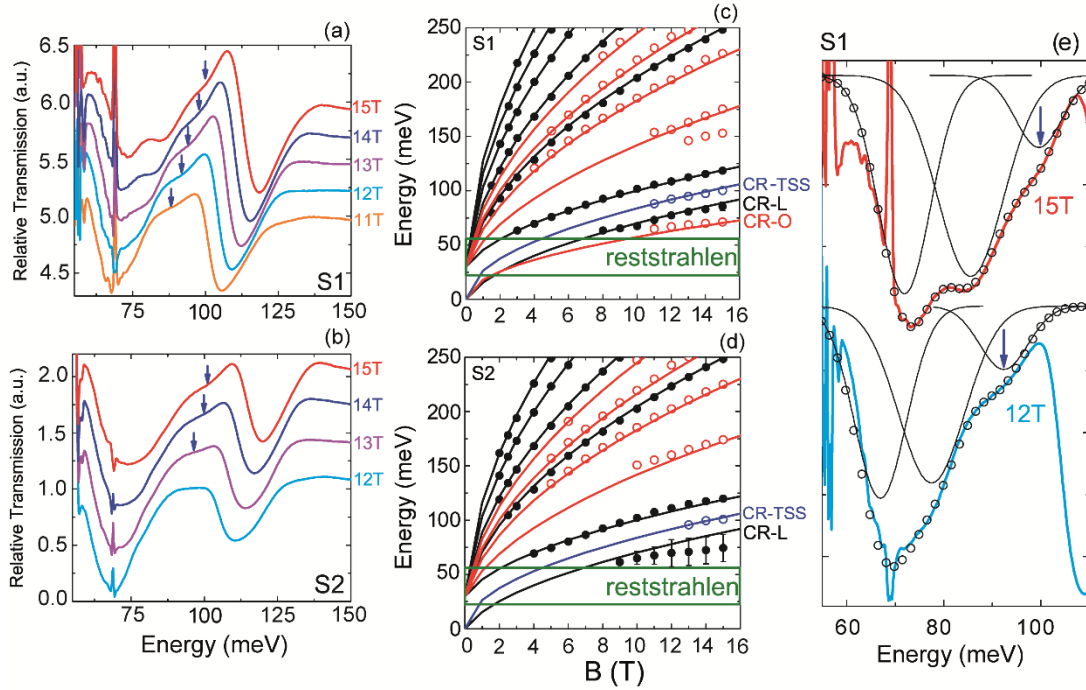 (a)
Relative Transmission (a.u.)
6.5
6.0
5.5
5.0
4.5
15T
14T
13T
12T
11T
S1
75
100
125
150
(b)
Relative Transmission (a.u.)
2.0
1.5
1.0
0.5
0.0
15T
14T
13T
12T
S2
75
100
125
150
Energy (meV)
(c)
S1
Energy (meV)
250
200
150
100
50
0
CR-TSS
CR-L
CR-O
reststrahlen
0 2 4 6 8 10 12 14 16
(d)
S2
Energy (meV)
250
200
150
100
75
50
0
CR-TSS
CR-L
reststrahlen
0 2 4 6 8 10 12 14 16
B (T)
S1
(e)
15T
12T
60
80
100
Energy (meV)